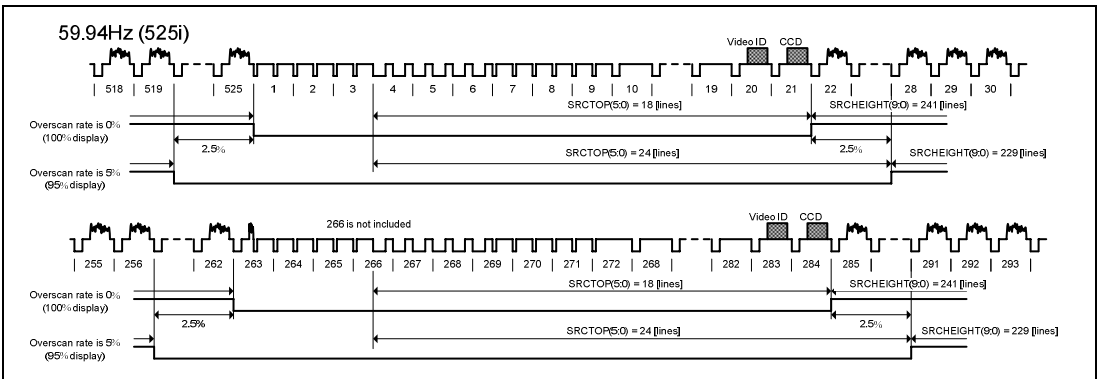 59.94Hz (525i)
Video ID CCD
518 519 525 1 2 3 4 5 6 7 8 9 10 19 20 21 22 28 29 30
SRCTOP(5:0) = 18 [lines] SRCHEIGHT(9:0) = 241 [lines]
Overscan rate is 0%
(100% display)
2.5% 2.5%
SRCTOP(5:0) = 24 [lines] SRCHEIGHT(9:0) = 229 [lines]
Overscan rate is 5%
(95% display)
266 is not included
Video ID CCD
255 256 262 263 264 265 266 267 268 269 270 271 272 268 282 283 284 285 291 292 293
SRCTOP(5:0) = 18 [lines] SRCHEIGHT(9:0) = 241 [lines]
Overscan rate is 0%
(100% display)
2.5% 2.5%
SRCTOP(5:0) = 24 [lines] SRCHEIGHT(9:0) = 229 [lines]
Overscan rate is 5%
(95% display)